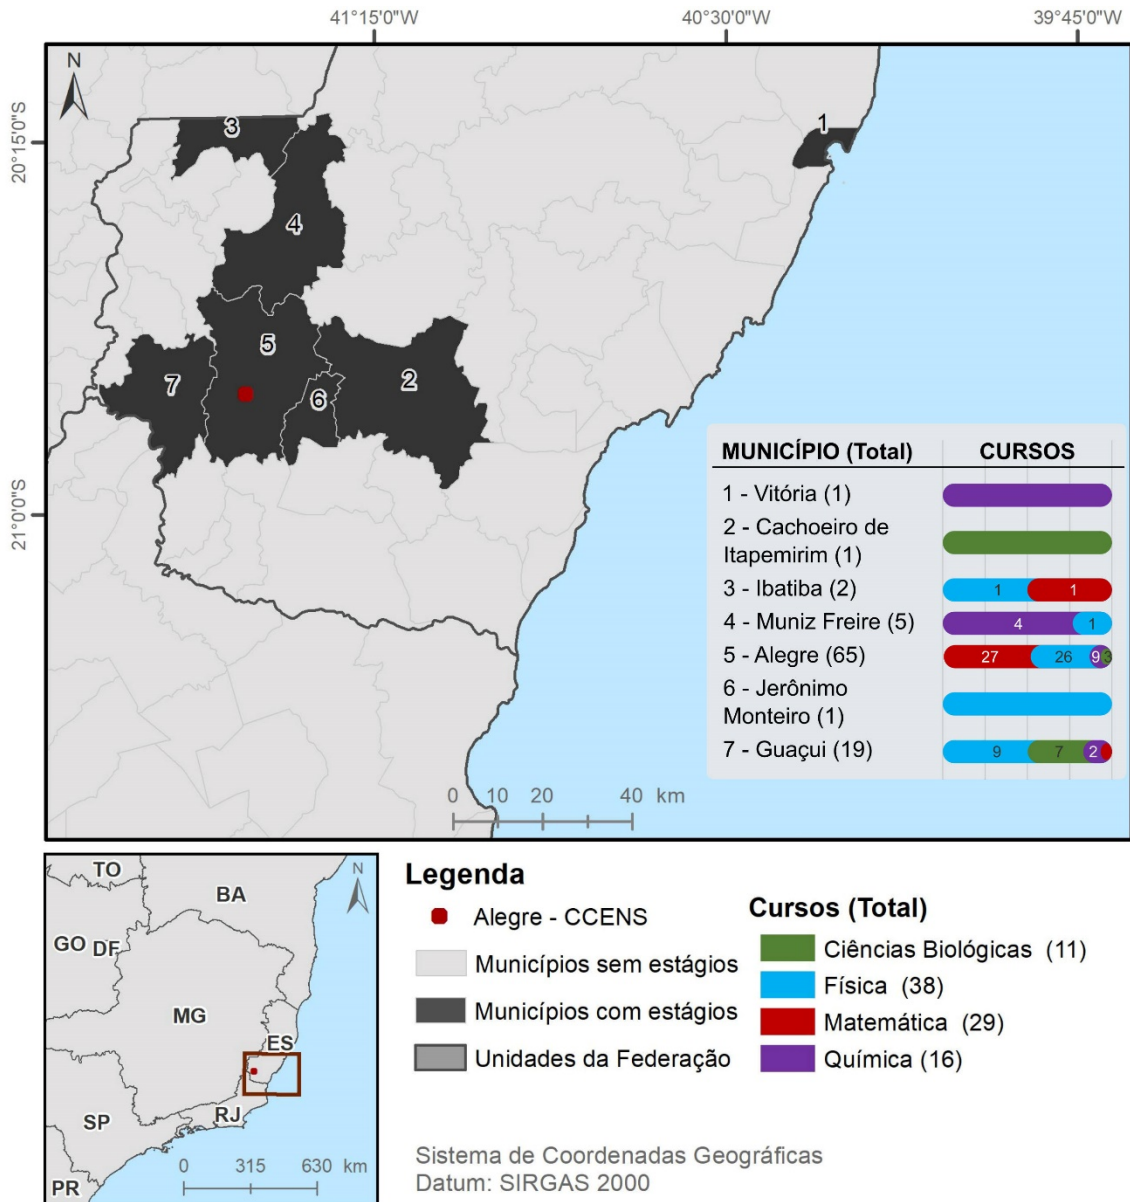 41°15'0"W 40°30'0"W 39°45'0"W
N
20°15'0"S
21°0'0"S
1
3
4
5
2
7
6
MUNICÍPIO (Total) CURSOS
1 - Vitória (1)
2 - Cachoeiro de
Itapemirim (1)
3 - Ibatiba (2) 1 1
4 - Muniz Freire (5) 4 1
5 - Alegre (65) 27 26 9 3
6 - Jerônimo
Monteiro (1)
7 - Guaçui (19) 9 7 2
0 10 20 40 km
TO
BA
N
GO DF
MG
ES
SP
RJ
PR
0 315 630 km
Legenda
Alegre - CCENS
Municípios sem estágios
Municípios com estágios
Unidades da Federação
Cursos (Total)
Ciências Biológicas (11)
Física (38)
Matemática (29)
Química (16)
Sistema de Coordenadas Geográficas
Datum: SIRGAS 2000